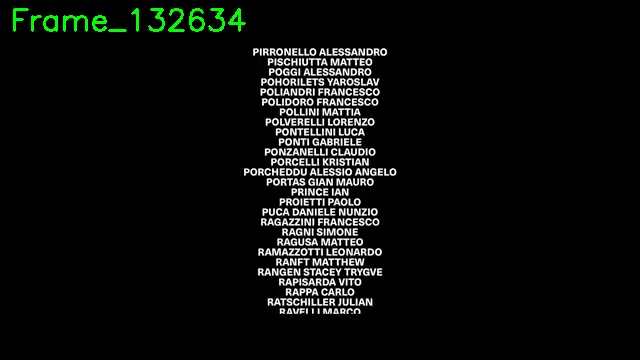 Frame_132634
PIRRONELLO ALESSANDRO
PISCHIUTTA MATTEO
POGGI ALESSANDRO
POHORILETS YAROSLAV
POLIANDRI FRANCESCO
POLIDORO FRANCESCO
POLLINI MATTIA
POLVERELLI LORENZO
PONTELLINI LUCA
PONTI GABRIELE
PONZANELLI CLAUDIO
PORCELLI KRISTIAN
PORCHEDDU ALESSIO ANGELO
PORTAS GIAN MAURO
PRINCE IAN
PROIETTI PAOLO
PUCA DANIELE NUNZIO
RAGAZZINI FRANCESCO
RAGNI SIMONE
RAGUSA MATTEO
RAMAZZOTTI LEONARDO
RANFT MATTHEW
RANGEN STACEY TRYGVE
RAPISARDA VITO
RAPPA CARLO
RATSCHILLER JULIAN
RAVELLI MARCO